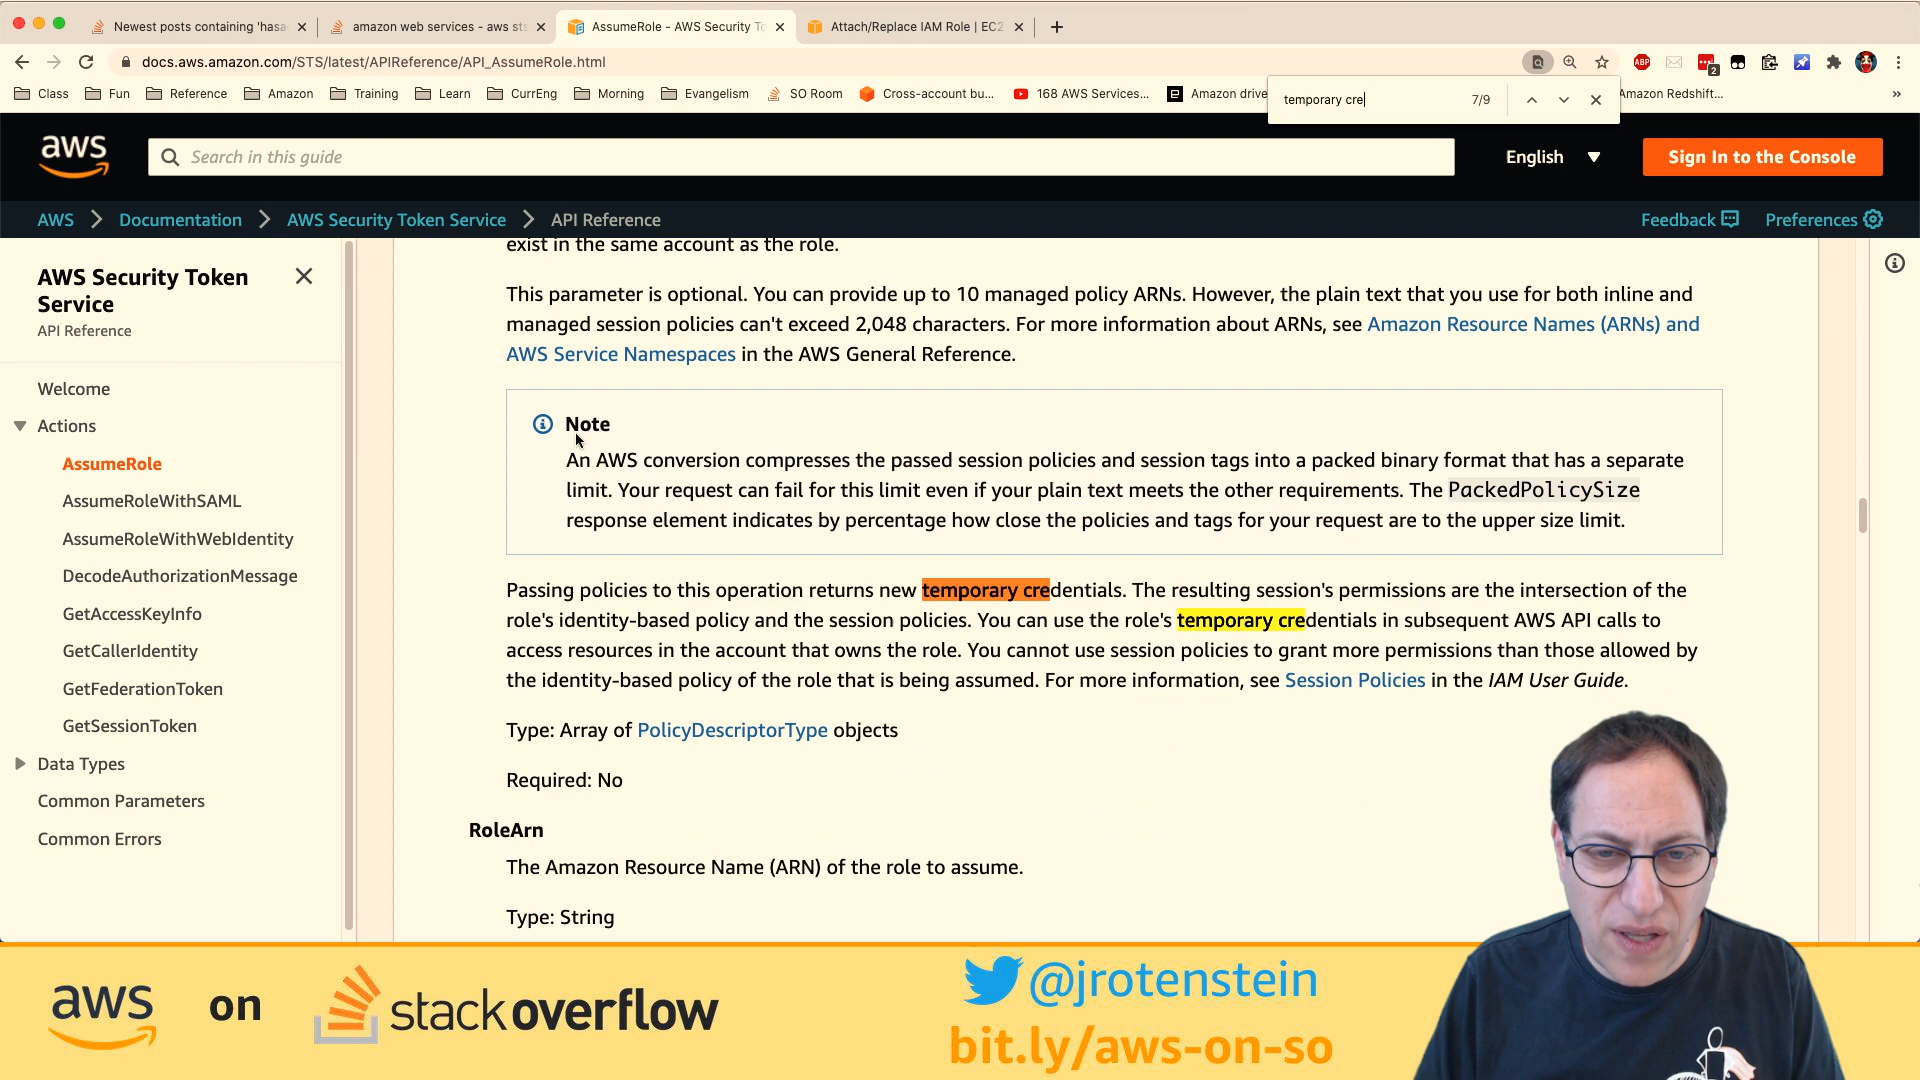 Newest posts containing 'hasa
amazon web services - aws sts
AssumeRole - AWS Security To
Attach/Replace IAM Role | EC2
docs.aws.amazon.com/STS/latest/APIReference/API_AssumeRole.html
ABP
2
Class
Fun
Reference
Amazon
Training
Learn
CurrEng
Morning
Evangelism
SO Room
Cross-account bu...
168 AWS Services...
Amazon drive
Amazon Redshift...
»
temporary cre
7/9
aws
Search in this guide
English
Sign In to the Console
AWS
Documentation
AWS Security Token Service
API Reference
Feedback
Preferences
AWS Security Token
Service
API Reference
Welcome
Actions
AssumeRole
AssumeRoleWithSAML
AssumeRoleWithWebIdentity
DecodeAuthorizationMessage
GetAccessKeyInfo
GetCallerIdentity
GetFederationToken
GetSessionToken
Data Types
Common Parameters
Common Errors
exist in the same account as the role.
This parameter is optional. You can provide up to 10 managed policy ARNs. However, the plain text that you use for both inline and
managed session policies can't exceed 2,048 characters. For more information about ARNs, see Amazon Resource Names (ARNs) and
AWS Service Namespaces in the AWS General Reference.
Note
An AWS conversion compresses the passed session policies and session tags into a packed binary format that has a separate
limit. Your request can fail for this limit even if your plain text meets the other requirements. The PackedPolicySize
response element indicates by percentage how close the policies and tags for your request are to the upper size limit.
Passing policies to this operation returns new temporary credentials. The resulting session's permissions are the intersection of the
role's identity-based policy and the session policies. You can use the role's temporary credentials in subsequent AWS API calls to
access resources in the account that owns the role. You cannot use session policies to grant more permissions than those allowed by
the identity-based policy of the role that is being assumed. For more information, see Session Policies in the IAM User Guide.
Type: Array of PolicyDescriptorType objects
Required: No
RoleArn
The Amazon Resource Name (ARN) of the role to assume.
Type: String
aws on stackoverflow
@jrotenstein
bit.ly/aws-on-so